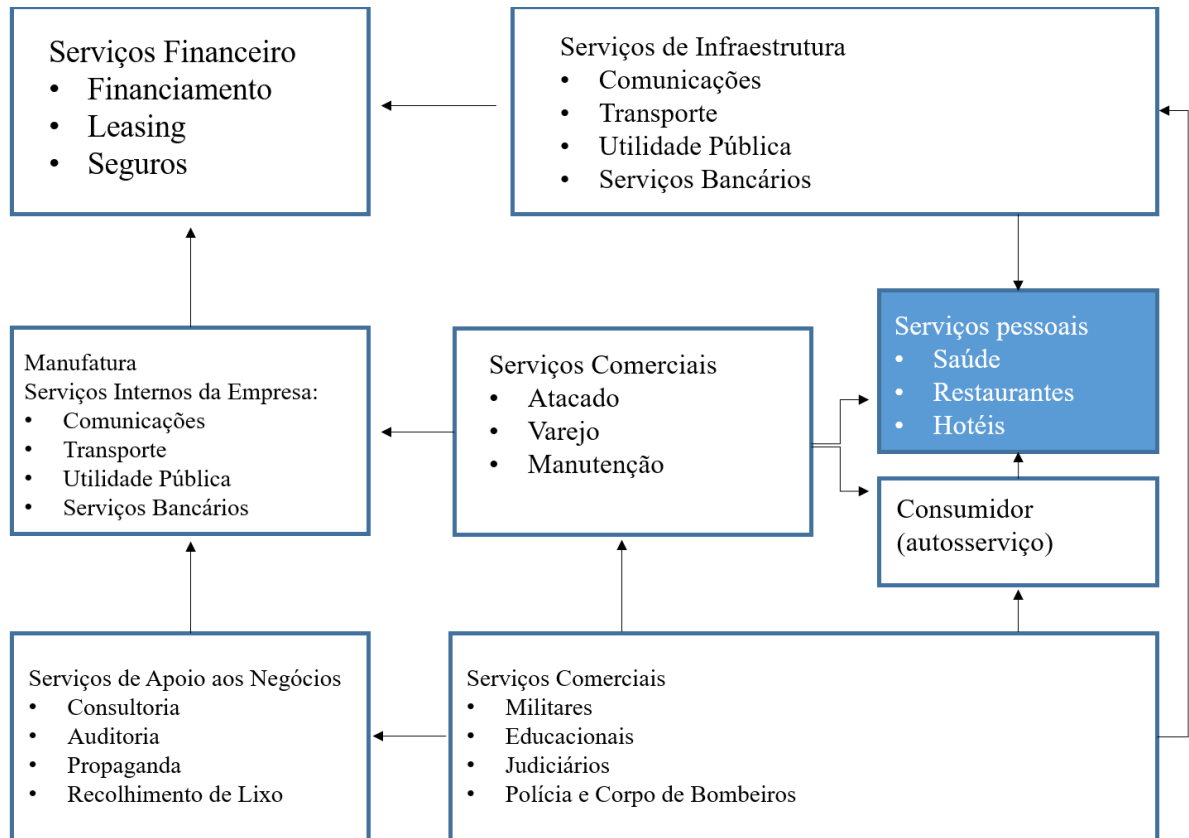 Serviços Financeiro
• Financiamento
• Leasing
• Seguros
Serviços de Infraestrutura
• Comunicações
• Transporte
• Utilidade Pública
• Serviços Bancários
Manufatura
Serviços Internos da Empresa:
• Comunicações
• Transporte
• Utilidade Pública
• Serviços Bancários
Serviços Comerciais
• Atacado
• Varejo
• Manutenção
Serviços pessoais
• Saúde
• Restaurantes
• Hotéis
Consumidor
(autosserviço)
Serviços de Apoio aos Negócios
• Consultoria
• Auditoria
• Propaganda
• Recolhimento de Lixo
Serviços Comerciais
• Militares
• Educacionais
• Judiciários
• Polícia e Corpo de Bombeiros